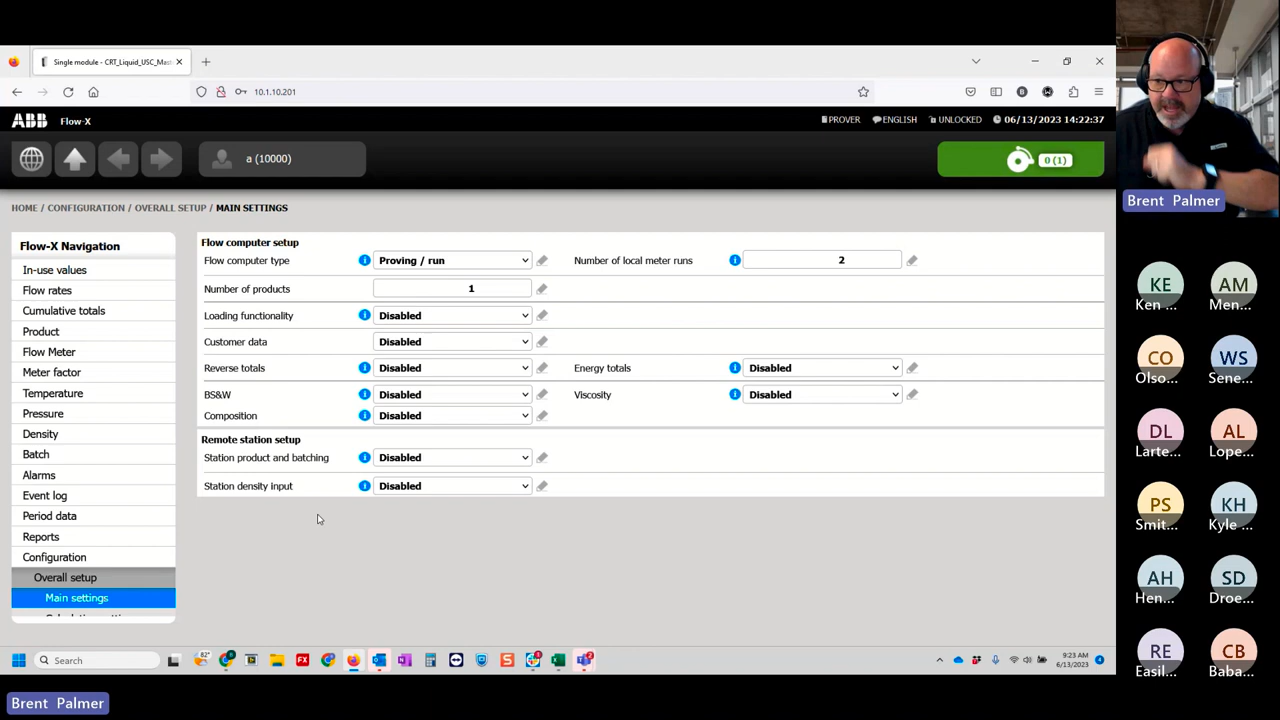 Single module - CRT_Liquid_USC_Mast
10.1.10.201
ABB Flow-X
PROVER ENGLISH UNLOCKED 06/13/2023 14:22:37
a (10000)
0 (1)
HOME / CONFIGURATION / OVERALL SETUP / MAIN SETTINGS
Flow-X Navigation
In-use values
Flow rates
Cumulative totals
Product
Flow Meter
Meter factor
Temperature
Pressure
Density
Batch
Alarms
Event log
Period data
Reports
Configuration
Overall setup
Main settings
Flow computer setup
Flow computer type Proving / run Number of local meter runs 2
Number of products 1
Loading functionality Disabled
Customer data Disabled
Reverse totals Disabled Energy totals Disabled
BS&W Disabled Viscosity Disabled
Composition Disabled
Remote station setup
Station product and batching Disabled
Station density input Disabled
Brent Palmer
KE AM
Ken ... Men...
CO WS
Olso... Sene...
DL AL
Larte... Lope...
PS KH
Smit... Kyle ...
AH SD
Hen... Droe...
RE CB
Easil... Baba...
82°
Search
9:23 AM
6/13/2023
Brent Palmer